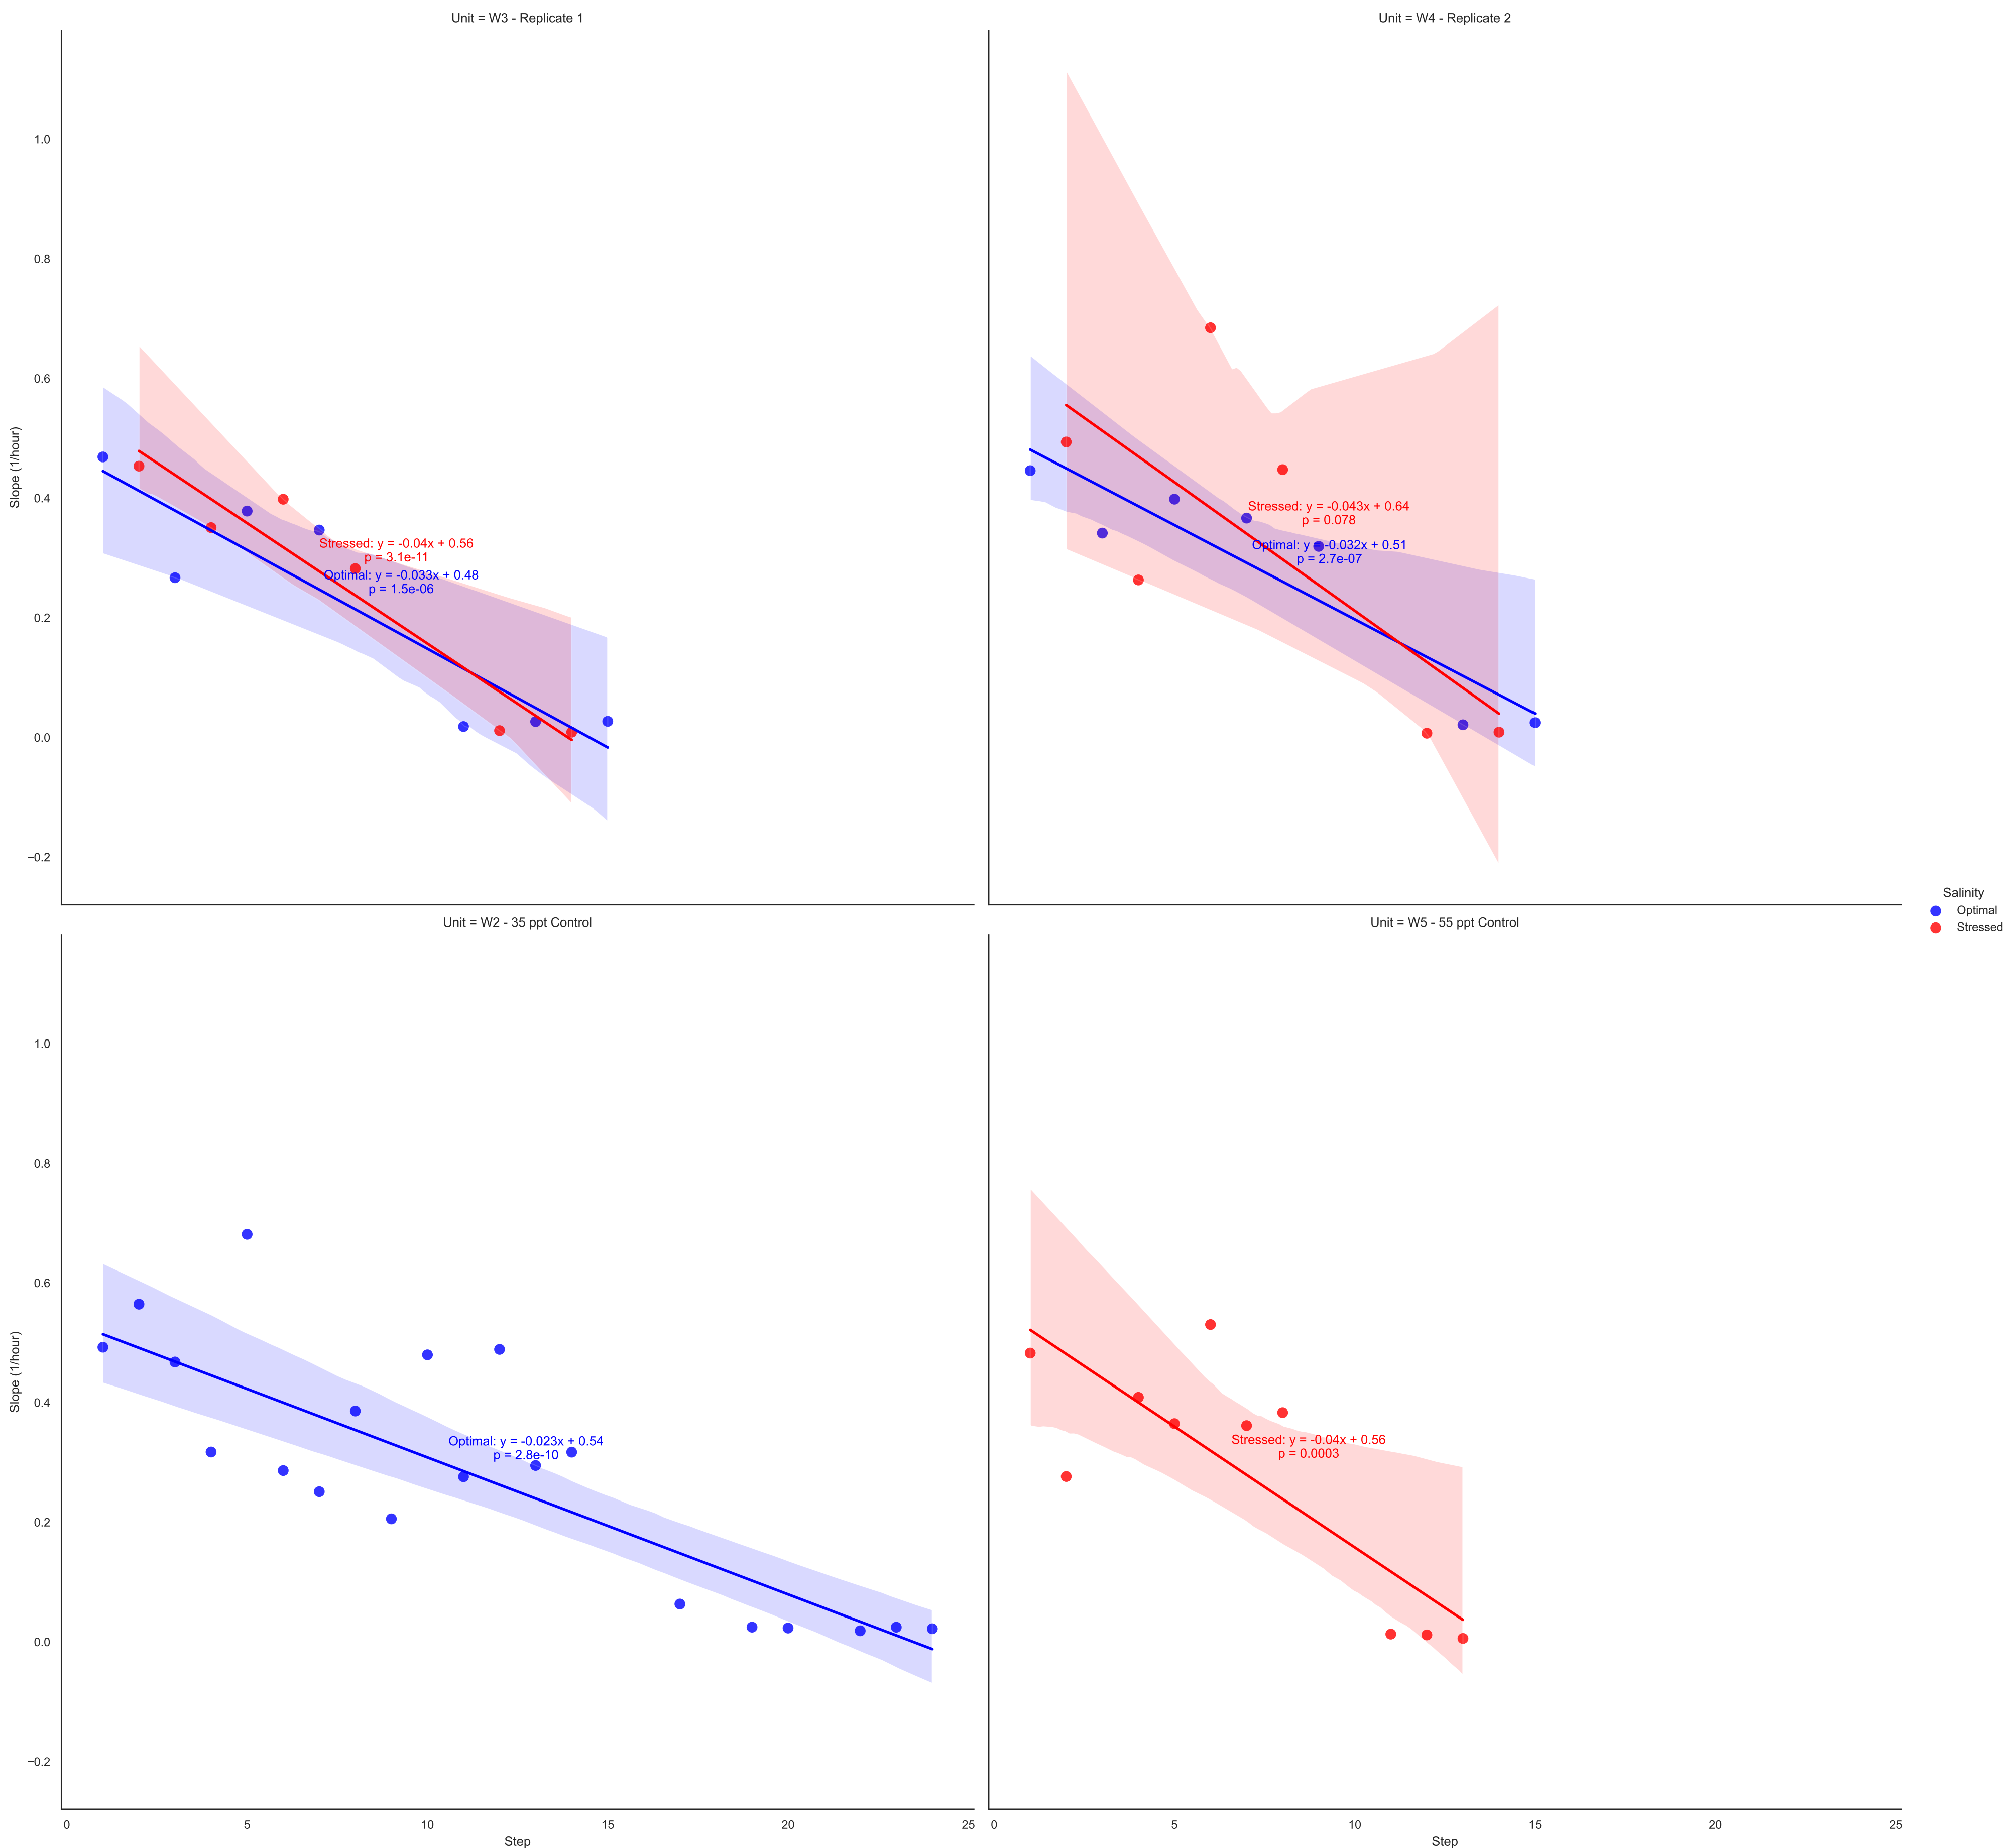 Unit = W3 - Replicate 1
Unit = W4 - Replicate 2
1.0
0.8
0.6
0.4
0.2
0.0
−0.2
Slope (1/hour)
Stressed: y = -0.04x + 0.56
p = 3.1e-11
Optimal: y = -0.033x + 0.48
p = 1.5e-06
Stressed: y = -0.043x + 0.64
p = 0.078
Optimal: y = -0.032x + 0.51
p = 2.7e-07
Salinity
Optimal
Stressed
Unit = W2 - 35 ppt Control
Unit = W5 - 55 ppt Control
1.0
0.8
0.6
0.4
0.2
0.0
−0.2
Slope (1/hour)
Optimal: y = -0.023x + 0.54
p = 2.8e-10
Stressed: y = -0.04x + 0.56
p = 0.0003
0 5 10 15 20 25
0 5 10 15 20 25
Step
Step